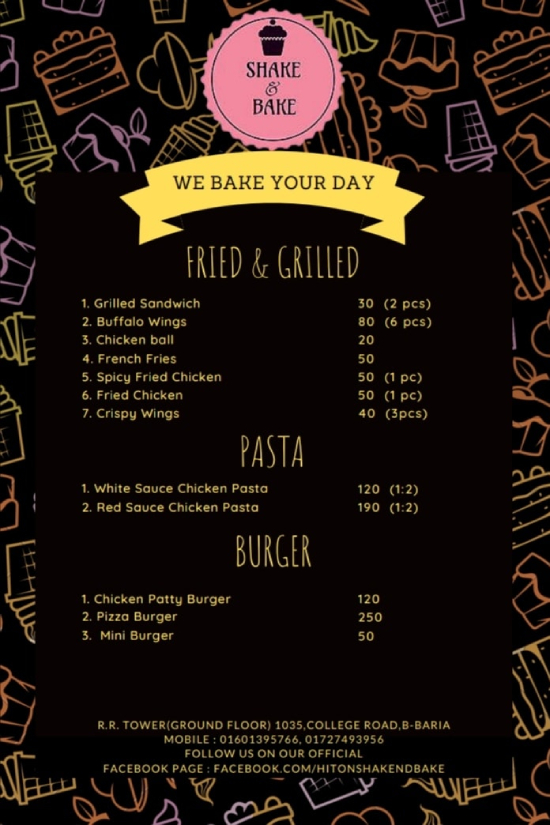 SHAKE
&
BAKE
WE BAKE YOUR DAY
FRIED & GRILLED
1. Grilled Sandwich 30 (2 pcs)
2. Buffalo Wings 80 (6 pcs)
3. Chicken ball 20
4. French Fries 50
5. Spicy Fried Chicken 50 (1 pc)
6. Fried Chicken 50 (1 pc)
7. Crispy Wings 40 (3pcs)
PASTA
1. White Sauce Chicken Pasta 120 (1:2)
2. Red Sauce Chicken Pasta 190 (1:2)
BURGER
1. Chicken Patty Burger 120
2. Pizza Burger 250
3. Mini Burger 50
R.R. TOWER(GROUND FLOOR) 1035,COLLEGE ROAD,B-BARIA
MOBILE : 01601395766, 01727493956
FOLLOW US ON OUR OFFICIAL
FACEBOOK PAGE : FACEBOOK.COM/HITONSHAKENDBAKE